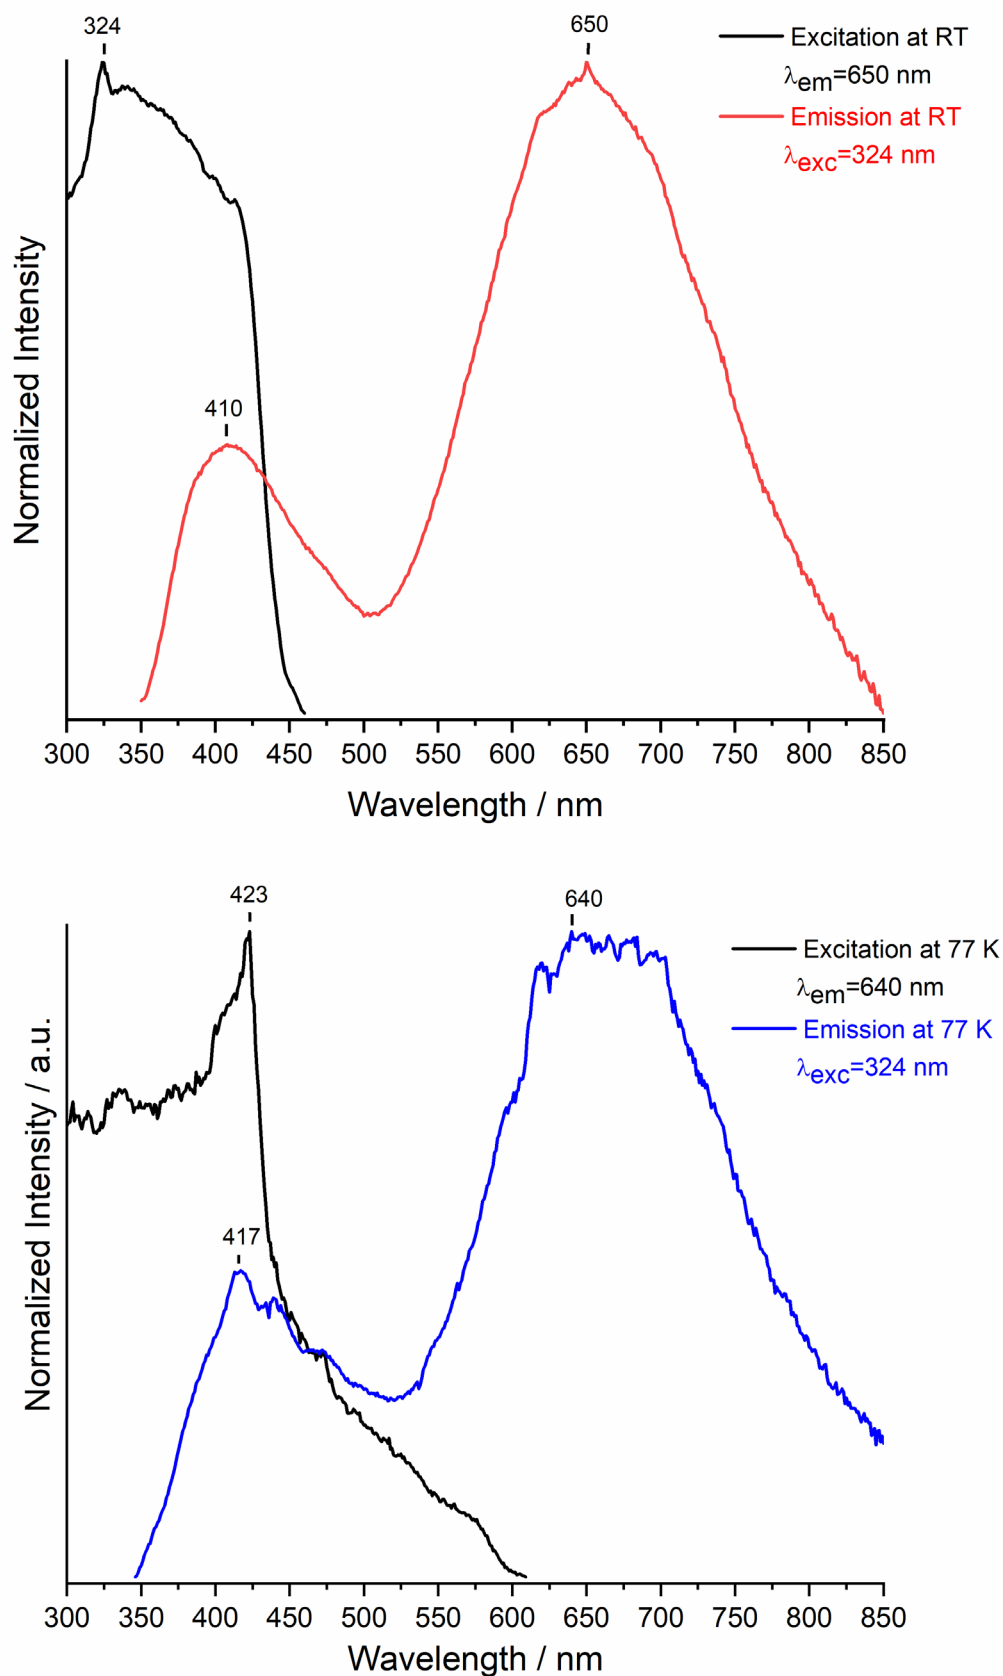 324
650
Excitation at RT
λem=650 nm
Emission at RT
λexc=324 nm
410
Normalized Intensity
300 350 400 450 500 550 600 650 700 750 800 850
Wavelength / nm
423
640
Excitation at 77 K
λem=640 nm
Emission at 77 K
λexc=324 nm
417
Normalized Intensity / a.u.
300 350 400 450 500 550 600 650 700 750 800 850
Wavelength / nm